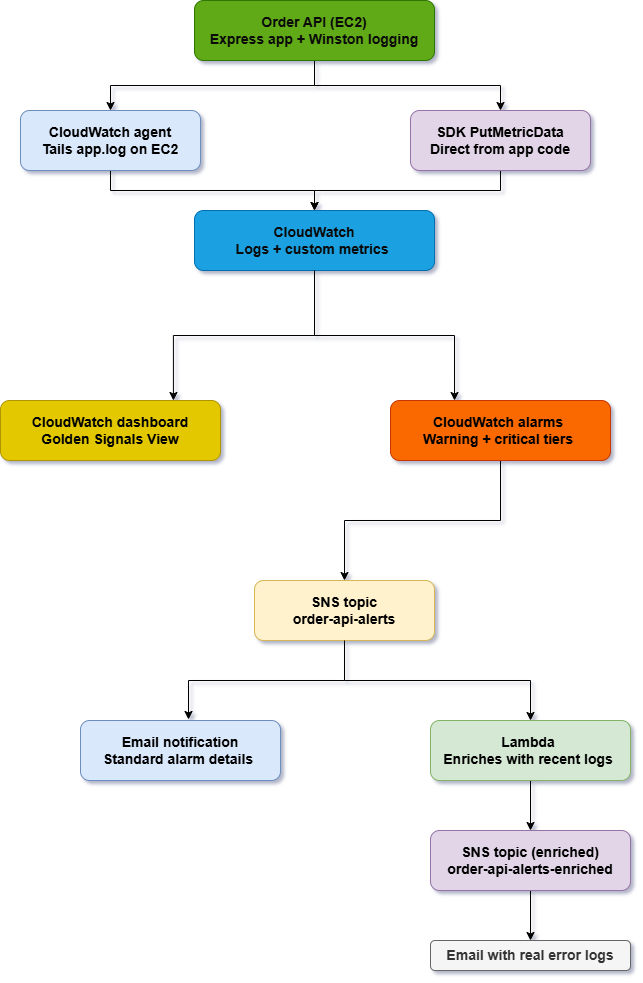 Order API (EC2)
Express app + Winston logging
CloudWatch agent
Tails app.log on EC2
SDK PutMetricData
Direct from app code
CloudWatch
Logs + custom metrics
CloudWatch dashboard
Golden Signals View
CloudWatch alarms
Warning + critical tiers
SNS topic
order-api-alerts
Email notification
Standard alarm details
Lambda
Enriches with recent logs
SNS topic (enriched)
order-api-alerts-enriched
Email with real error logs